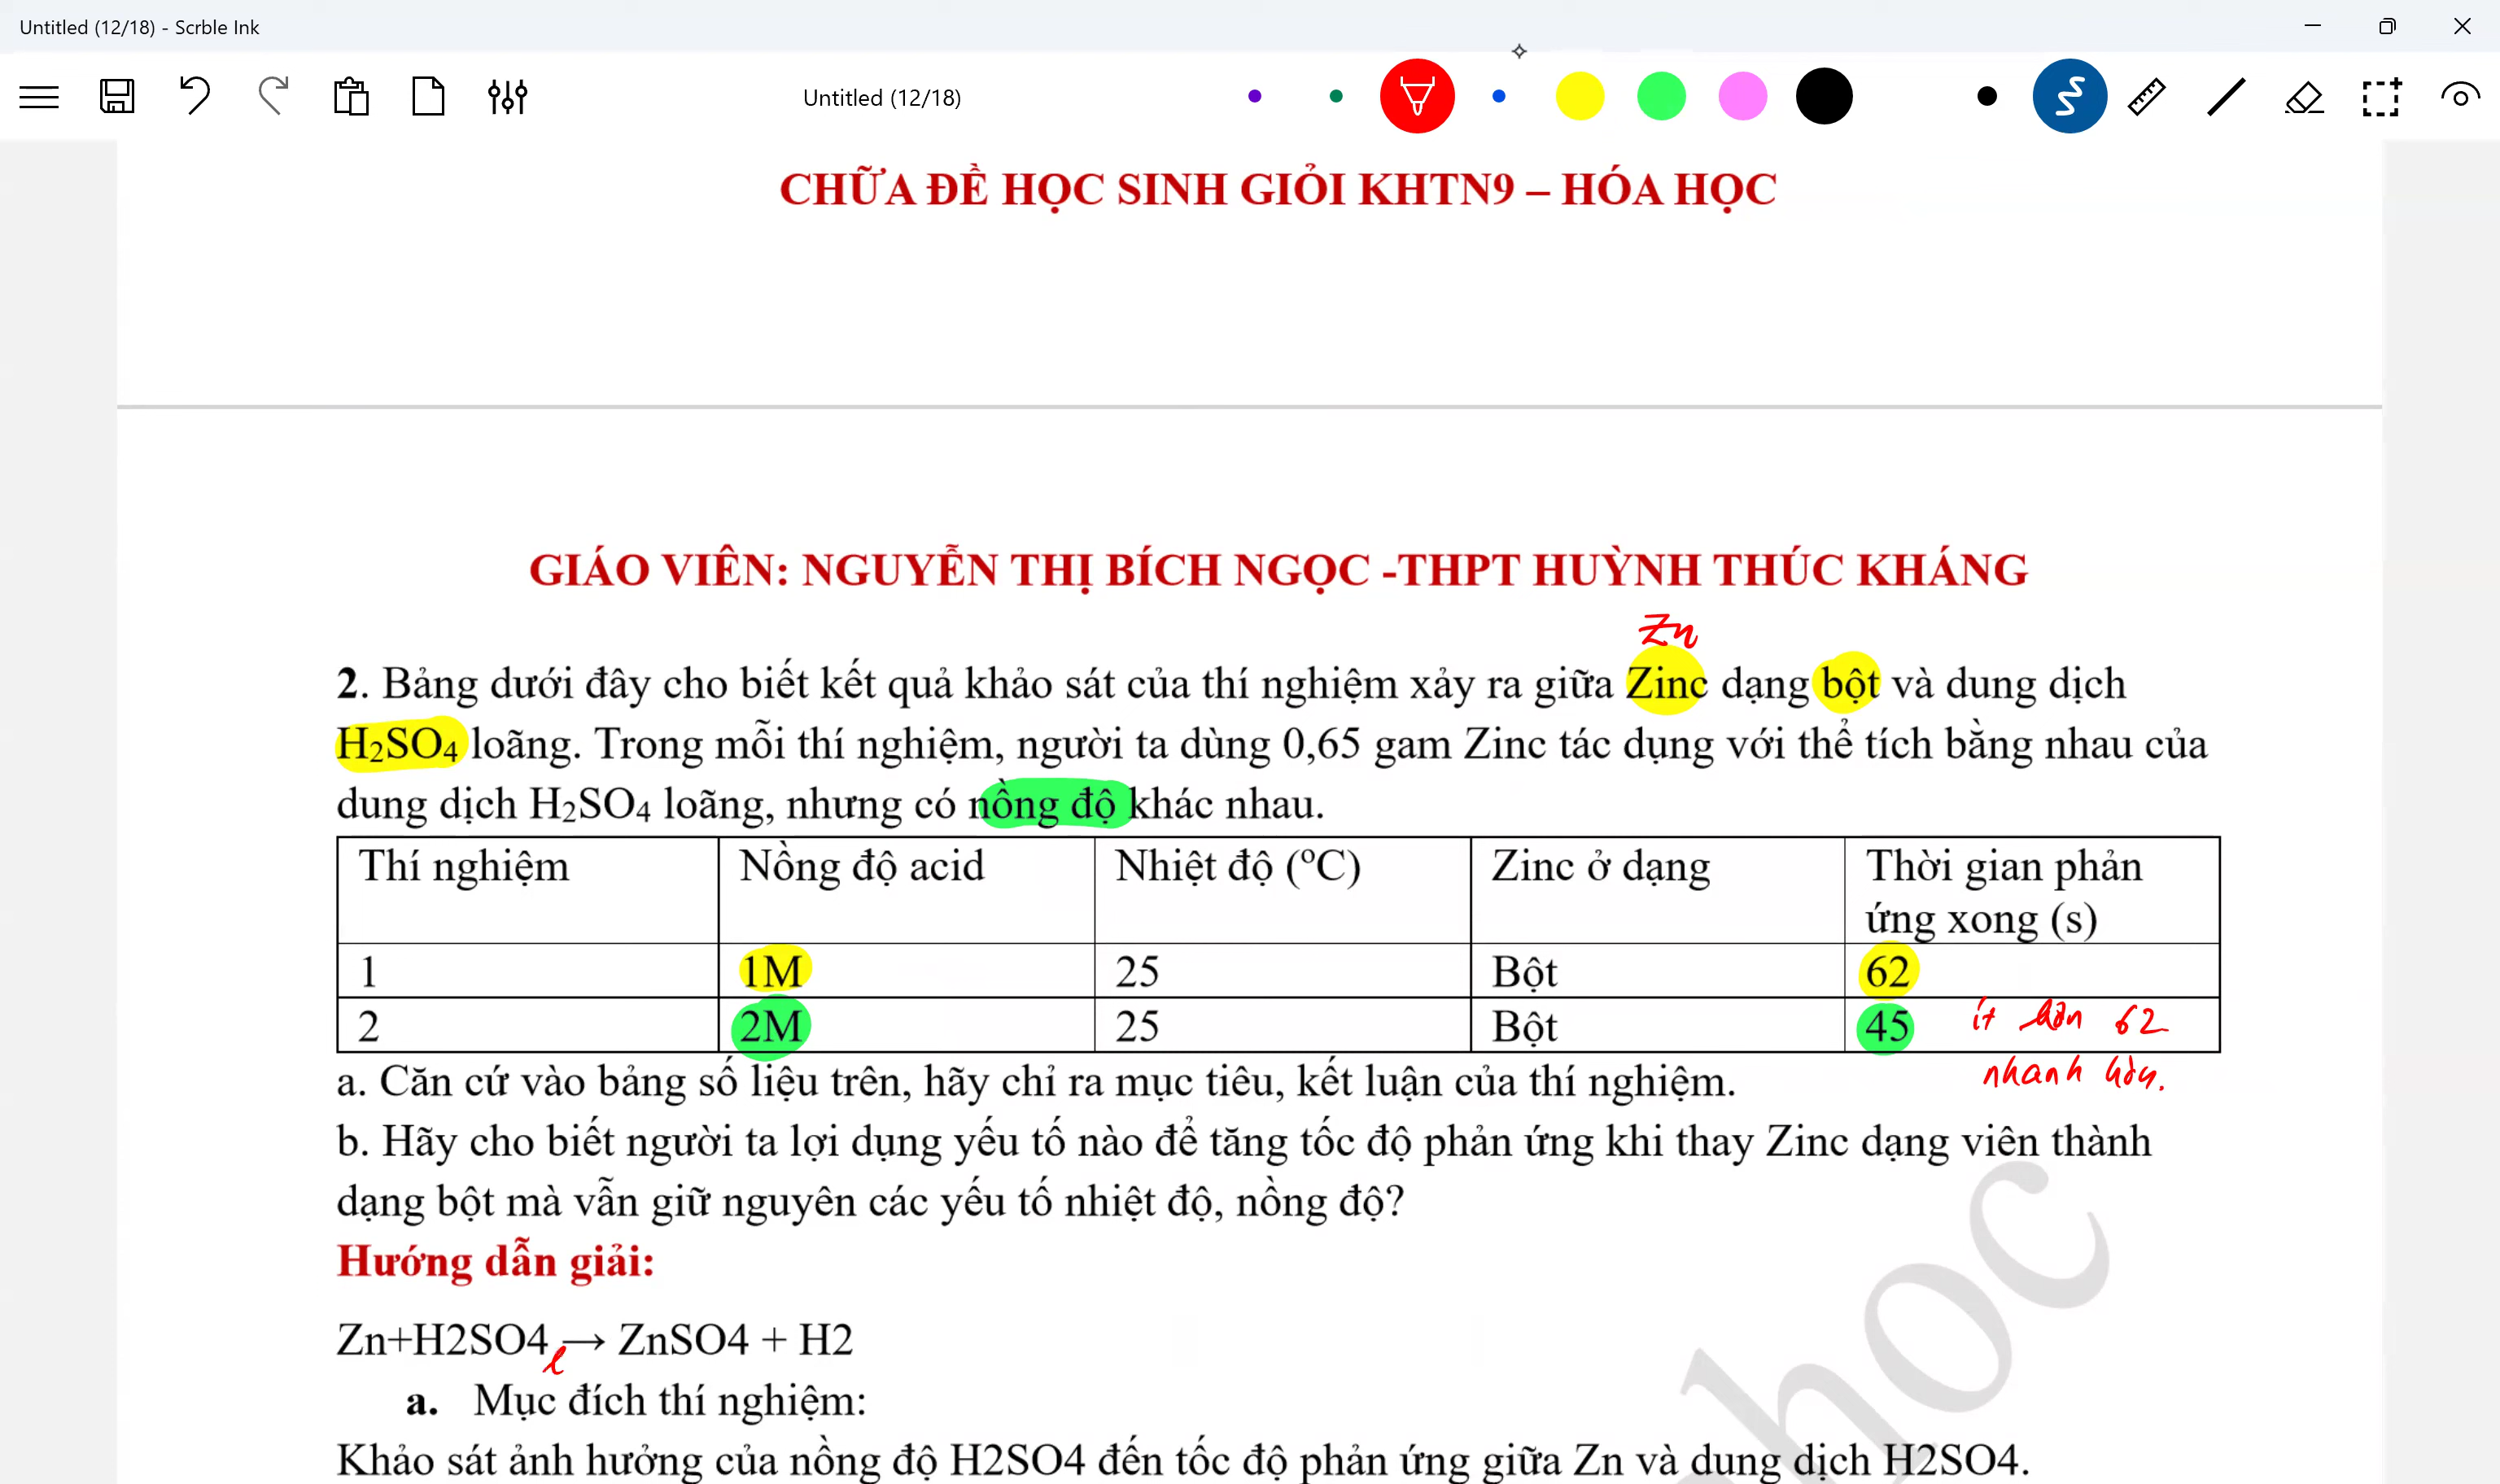 Untitled (12/18) - Scrble Ink
Untitled (12/18)
CHỮA ĐỀ HỌC SINH GIỎI KHTN9 – HÓA HỌC
GIÁO VIÊN: NGUYỄN THỊ BÍCH NGỌC -THPT HUỲNH THÚC KHÁNG
Zn
2. Bảng dưới đây cho biết kết quả khảo sát của thí nghiệm xảy ra giữa Zinc dạng bột và dung dịch
H₂SO₄ loãng. Trong mỗi thí nghiệm, người ta dùng 0,65 gam Zinc tác dụng với thể tích bằng nhau của
dung dịch H₂SO₄ loãng, nhưng có nồng độ khác nhau.
Thí nghiệm Nồng độ acid Nhiệt độ (⁰C) Zinc ở dạng Thời gian phản
ứng xong (s)
1 1M 25 Bột 62
2 2M 25 Bột 45 ít hơn 62
nhanh hơn.
a. Căn cứ vào bảng số liệu trên, hãy chỉ ra mục tiêu, kết luận của thí nghiệm.
b. Hãy cho biết người ta lợi dụng yếu tố nào để tăng tốc độ phản ứng khi thay Zinc dạng viên thành
dạng bột mà vẫn giữ nguyên các yếu tố nhiệt độ, nồng độ?
Hướng dẫn giải:
Zn+H2SO4 l → ZnSO4 + H2
a. Mục đích thí nghiệm:
Khảo sát ảnh hưởng của nồng độ H2SO4 đến tốc độ phản ứng giữa Zn và dung dịch H2SO4.
hoc